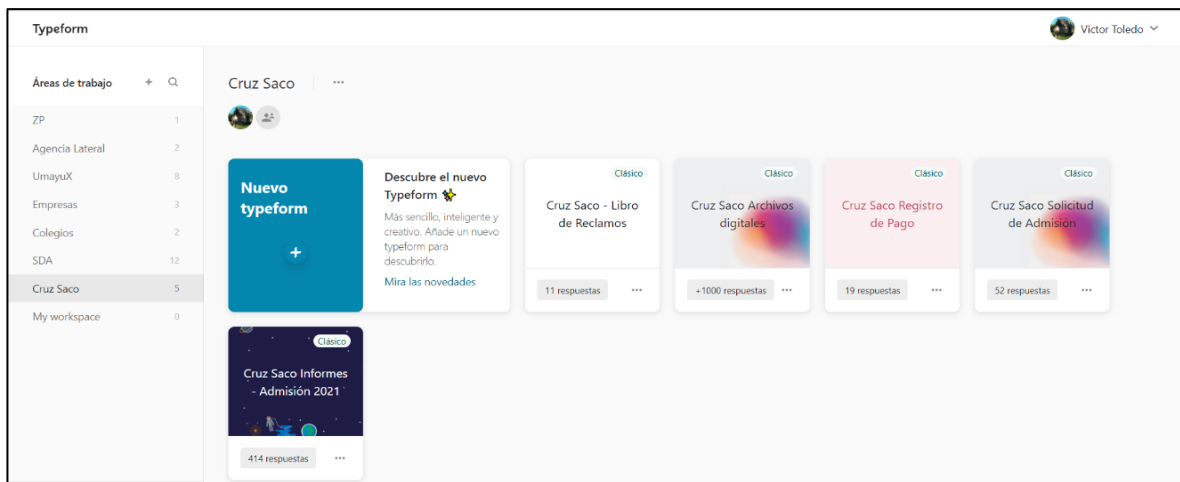 Typeform
Victor Toledo
Áreas de trabajo
ZP 1
Agencia Lateral 2
UmayuX 8
Empresas 3
Colegios 2
SDA 12
Cruz Saco 5
My workspace 0
Cruz Saco
Nuevo
typeform
+
Descubre el nuevo
Typeform ✨
Más sencillo, inteligente y
creativo. Añade un nuevo
typeform para
descubrirlo.
Mira las novedades
Clásico
Cruz Saco - Libro
de Reclamos
11 respuestas
Clásico
Cruz Saco Archivos
digitales
+1000 respuestas
Clásico
Cruz Saco Registro
de Pago
19 respuestas
Clásico
Cruz Saco Solicitud
de Admisión
52 respuestas
Clásico
Cruz Saco Informes
- Admisión 2021
414 respuestas